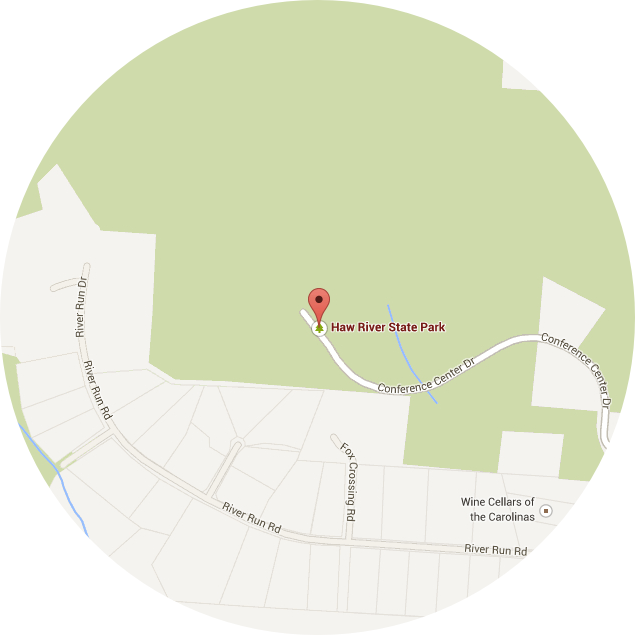 River Run Dr
Haw River State Park
Conference Center Dr
Conference Center Dr
River Run Rd
Fox Crossing Rd
Wine Cellars of
the Carolinas
River Run Rd
River Run Rd